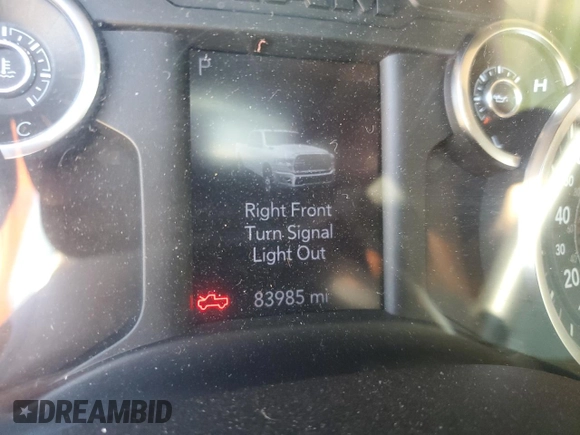 P
H
C
Right Front
Turn Signal
Light Out
40
20
83985 mi
DREAMBID